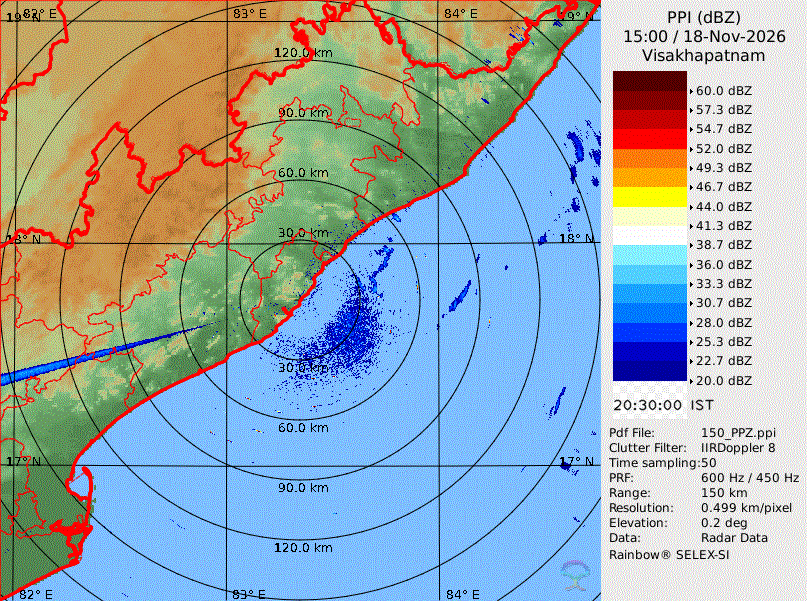 82° E
83° E
84° E
19° N
19° N
120.0 km
90.0 km
60.0 km
30.0 km
18° N
18° N
30.0 km
60.0 km
17° N
17° N
90.0 km
120.0 km
82° E
83° E
84° E
PPI (dBZ)
15:00 / 18-Nov-2026
Visakhapatnam
60.0 dBZ
57.3 dBZ
54.7 dBZ
52.0 dBZ
49.3 dBZ
46.7 dBZ
44.0 dBZ
41.3 dBZ
38.7 dBZ
36.0 dBZ
33.3 dBZ
30.7 dBZ
28.0 dBZ
25.3 dBZ
22.7 dBZ
20.0 dBZ
20:30:00 IST
Pdf File: 150_PPZ.ppi
Clutter Filter: IIRDoppler 8
Time sampling:50
PRF: 600 Hz / 450 Hz
Range: 150 km
Resolution: 0.499 km/pixel
Elevation: 0.2 deg
Data: Radar Data
Rainbow® SELEX-SI